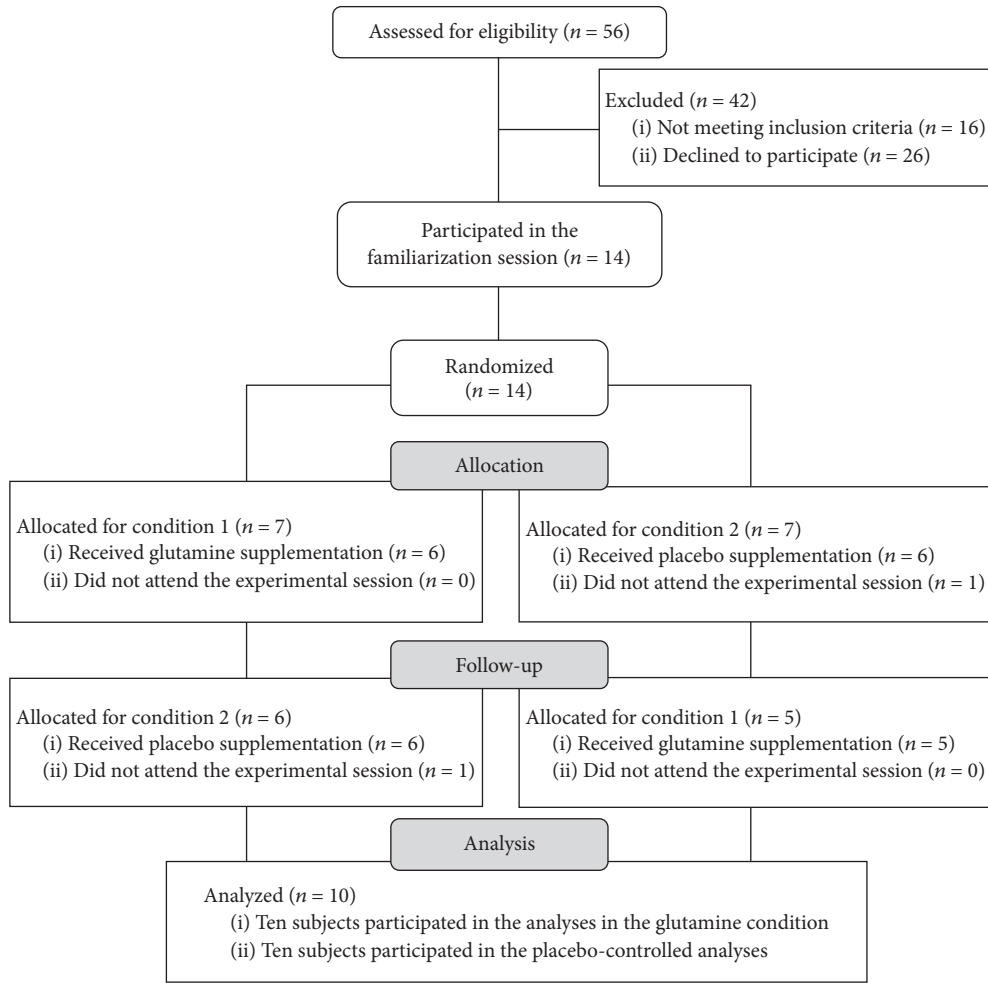 Assessed for eligibility (n = 56)
Excluded (n = 42)
(i) Not meeting inclusion criteria (n = 16)
(ii) Declined to participate (n = 26)
Participated in the
familiarization session (n = 14)
Randomized
(n = 14)
Allocation
Allocated for condition 1 (n = 7)
(i) Received glutamine supplementation (n = 6)
(ii) Did not attend the experimental session (n = 0)
Allocated for condition 2 (n = 7)
(i) Received placebo supplementation (n = 6)
(ii) Did not attend the experimental session (n = 1)
Follow-up
Allocated for condition 2 (n = 6)
(i) Received placebo supplementation (n = 6)
(ii) Did not attend the experimental session (n = 1)
Allocated for condition 1 (n = 5)
(i) Received glutamine supplementation (n = 5)
(ii) Did not attend the experimental session (n = 0)
Analysis
Analyzed (n = 10)
(i) Ten subjects participated in the analyses in the glutamine condition
(ii) Ten subjects participated in the placebo-controlled analyses